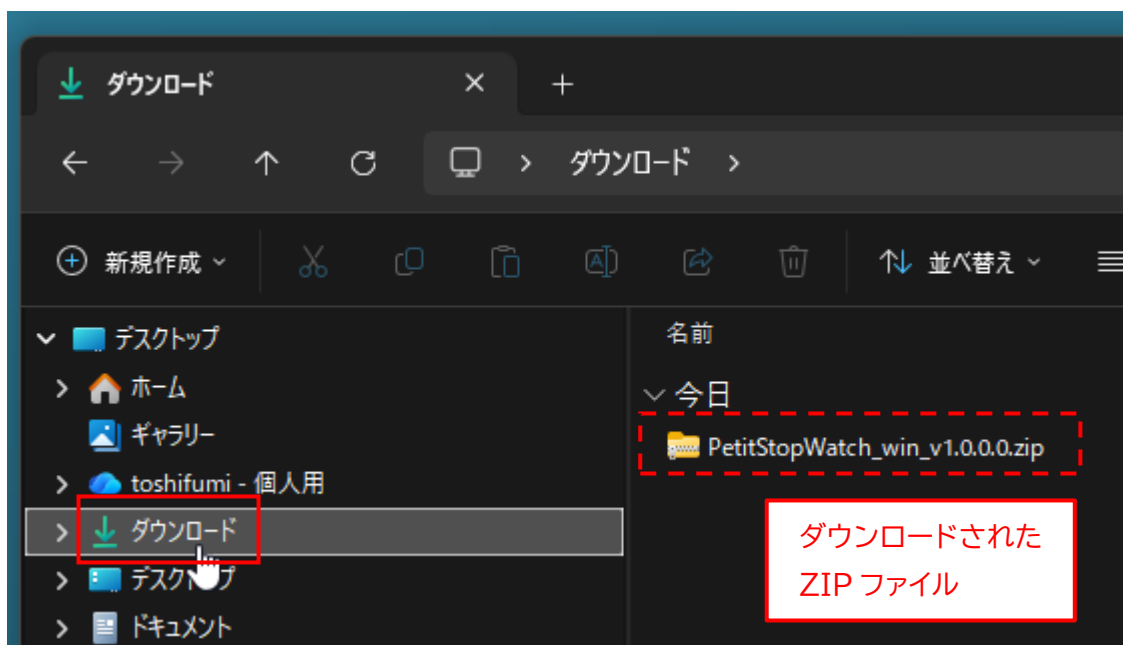 ダウンロード
ダウンロード
新規作成
並べ替え
デスクトップ
ホーム
ギャラリー
toshifumi - 個人用
ダウンロード
デスクトップ
ドキュメント
名前
今日
PetitStopWatch_win_v1.0.0.0.zip
ダウンロードされた
ZIP ファイル